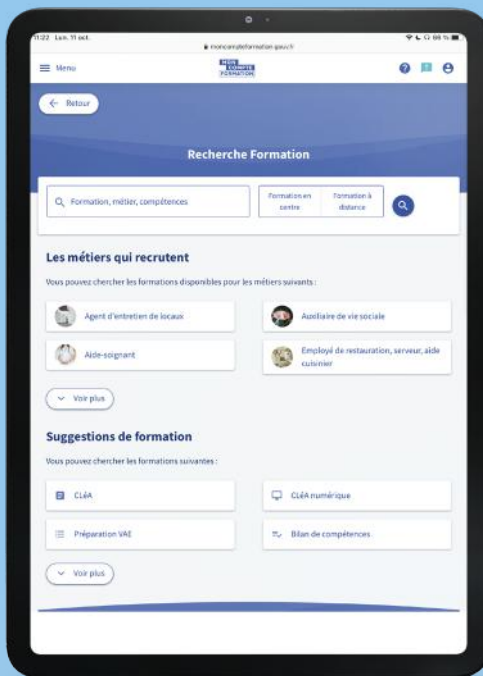 11:22 Lun. 11 oct.
66 %
moncompteformation.gouv.fr
Menu
MON
COMPTE
FORMATION
Retour
Recherche Formation
Formation, métier, compétences
Formation en
centre
Formation à
distance
Les métiers qui recrutent
Vous pouvez chercher les formations disponibles pour les métiers suivants :
Agent d'entretien de locaux
Auxiliaire de vie sociale
Aide-soignant
Employé de restauration, serveur, aide
cuisinier
Voir plus
Suggestions de formation
Vous pouvez chercher les formations suivantes :
CLéA
CLéA numérique
Préparation VAE
Bilan de compétences
Voir plus